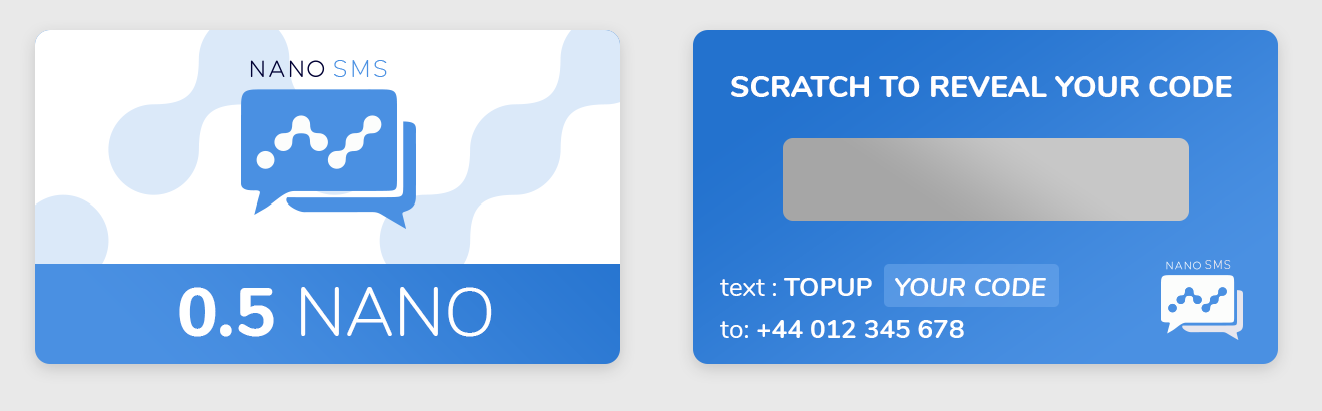 NANO SMS
0.5 NANO
SCRATCH TO REVEAL YOUR CODE
text : TOPUP YOUR CODE
to: +44 012 345 678
NANO SMS